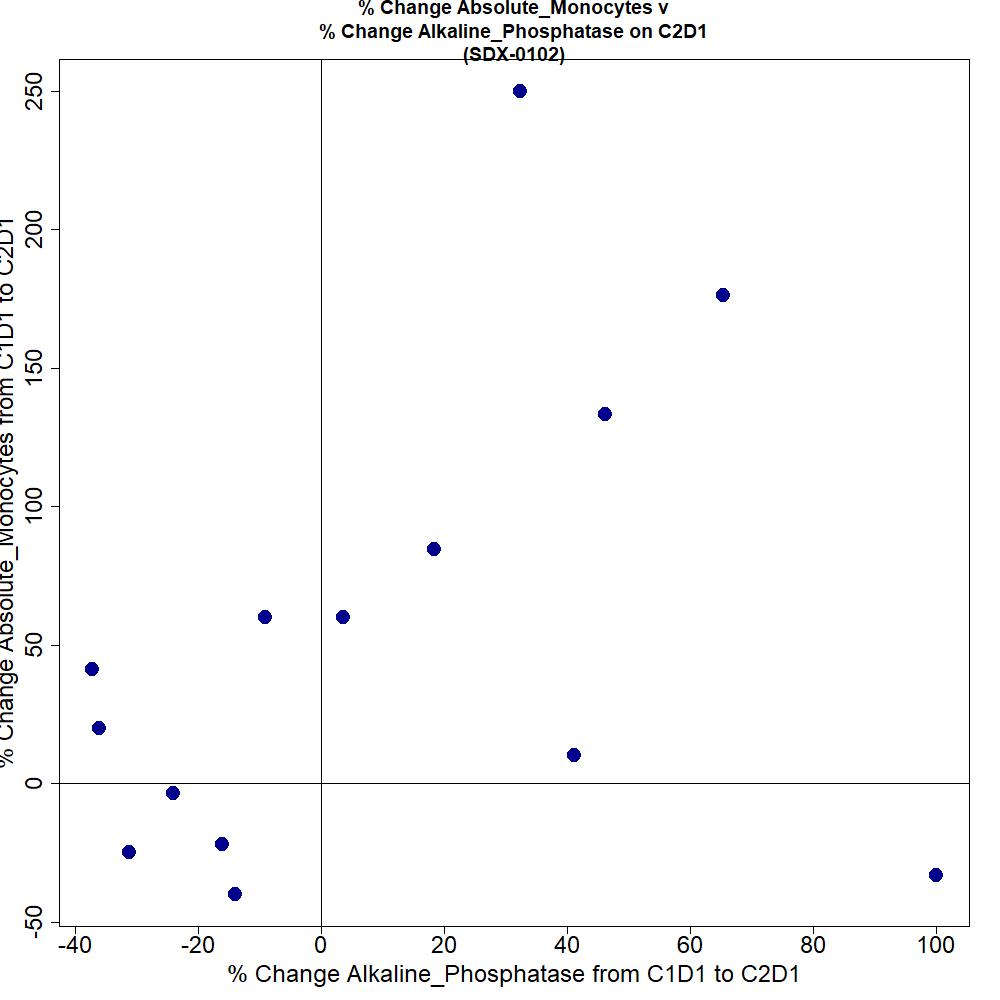 % Change Absolute_Monocytes v
% Change Alkaline_Phosphatase on C2D1
(SDX-0102)
% Change Absolute_Monocytes from C1D1 to C2D1
250
200
150
100
50
0
-50
-40 -20 0 20 40 60 80 100
% Change Alkaline_Phosphatase from C1D1 to C2D1